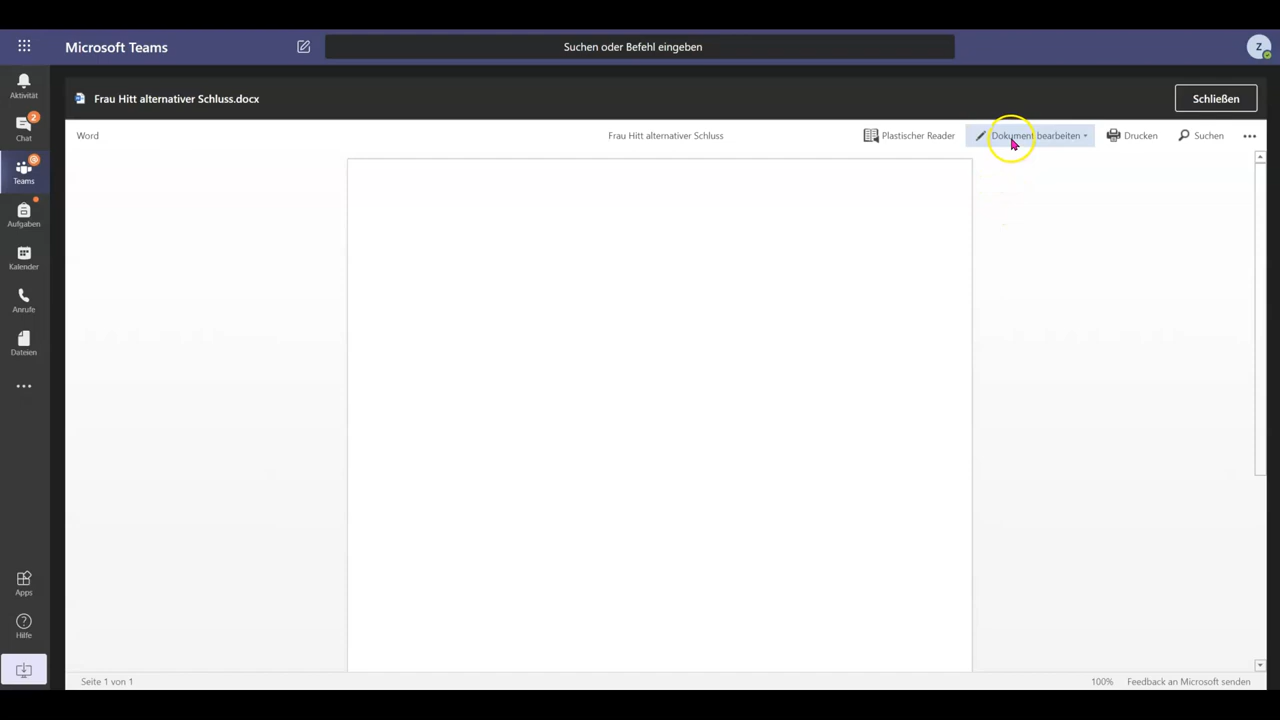 Microsoft Teams
Suchen oder Befehl eingeben
Z
Aktivität
Frau Hitt alternativer Schluss.docx
Schließen
2
Chat
Word
Frau Hitt alternativer Schluss
Plastischer Reader
Dokument bearbeiten
Drucken
Suchen
@
Teams
Aufgaben
Kalender
Anrufe
Dateien
Apps
Hilfe
Seite 1 von 1
100%
Feedback an Microsoft senden